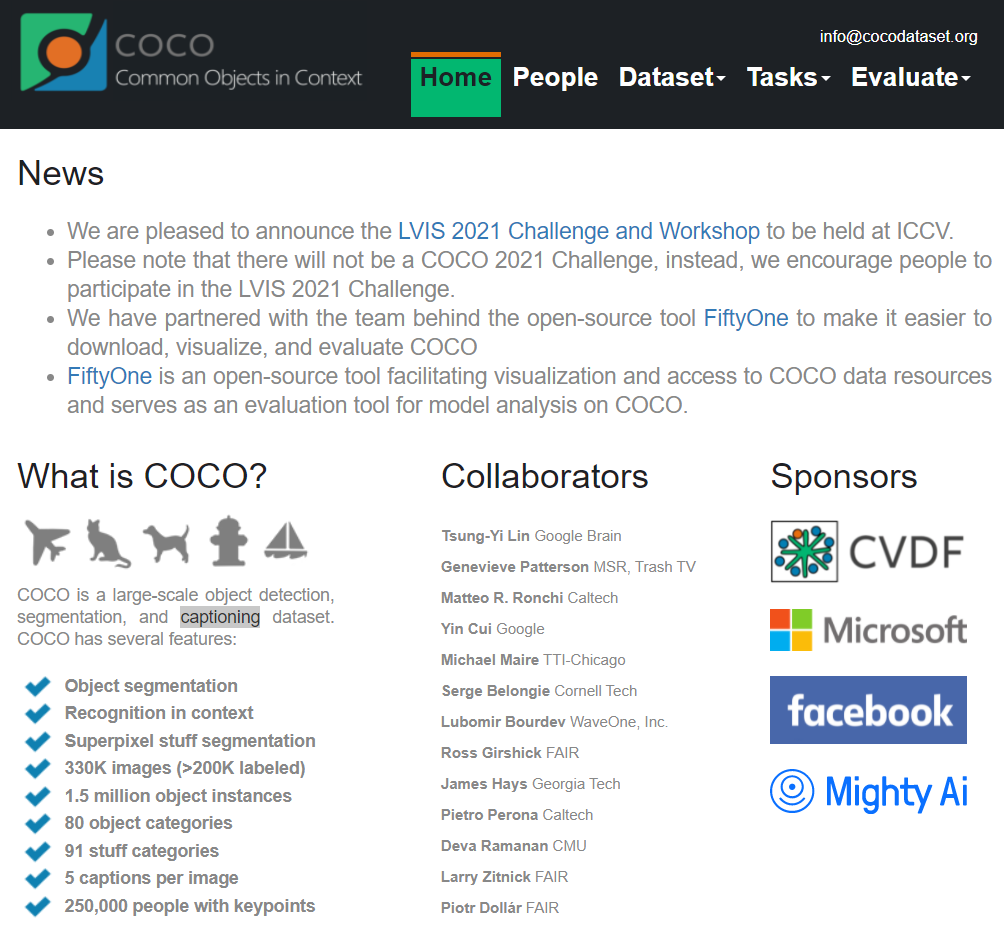 COCO
Common Objects in Context
info@cocodataset.org
Home People Dataset Tasks Evaluate
News
We are pleased to announce the LVIS 2021 Challenge and Workshop to be held at ICCV.
Please note that there will not be a COCO 2021 Challenge, instead, we encourage people to
participate in the LVIS 2021 Challenge.
We have partnered with the team behind the open-source tool FiftyOne to make it easier to
download, visualize, and evaluate COCO
FiftyOne is an open-source tool facilitating visualization and access to COCO data resources
and serves as an evaluation tool for model analysis on COCO.
What is COCO?
COCO is a large-scale object detection,
segmentation, and captioning dataset.
COCO has several features:
Object segmentation
Recognition in context
Superpixel stuff segmentation
330K images (>200K labeled)
1.5 million object instances
80 object categories
91 stuff categories
5 captions per image
250,000 people with keypoints
Collaborators
Tsung-Yi Lin Google Brain
Genevieve Patterson MSR, Trash TV
Matteo R. Ronchi Caltech
Yin Cui Google
Michael Maire TTI-Chicago
Serge Belongie Cornell Tech
Lubomir Bourdev WaveOne, Inc.
Ross Girshick FAIR
James Hays Georgia Tech
Pietro Perona Caltech
Deva Ramanan CMU
Larry Zitnick FAIR
Piotr Dollár FAIR
Sponsors
CVDF
Microsoft
facebook
Mighty Ai